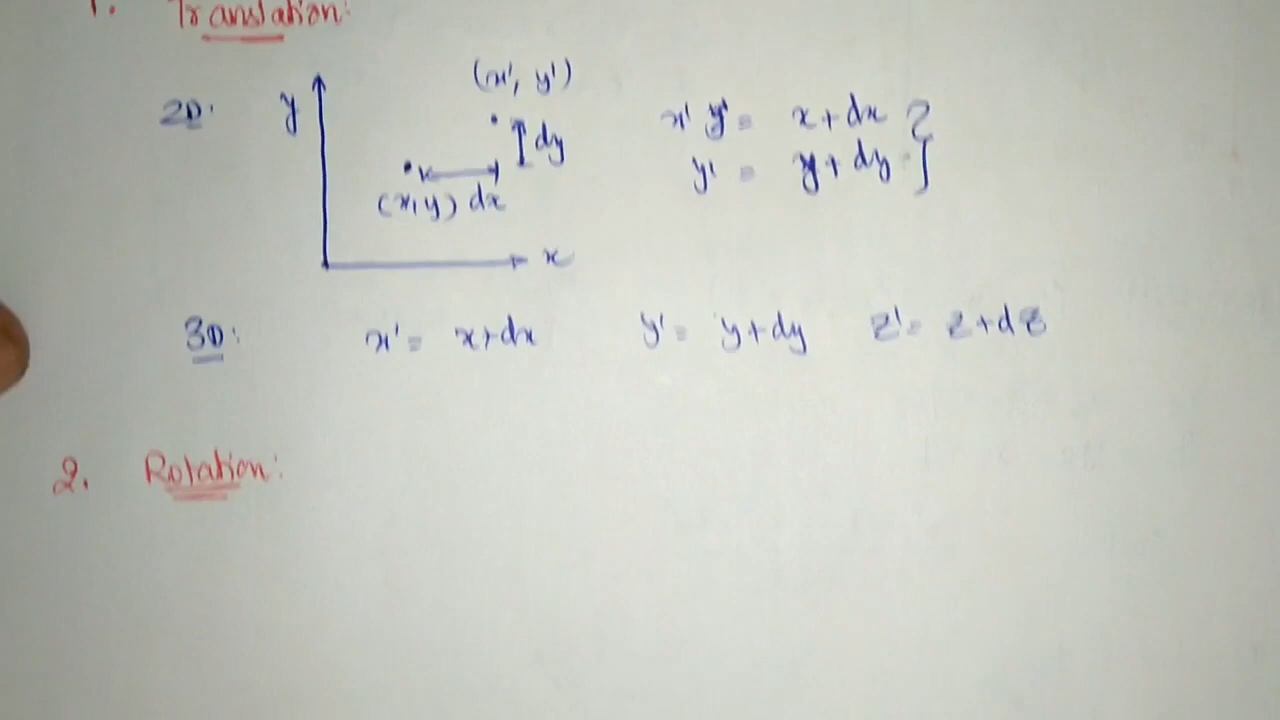 1. Translation:
(x', y')
2D: y dy x' y' = x + dx }
(x, y) dx y' = y + dy
x
3D: x' = x + dx y' = y + dy z' = z + dz
2. Rotation: